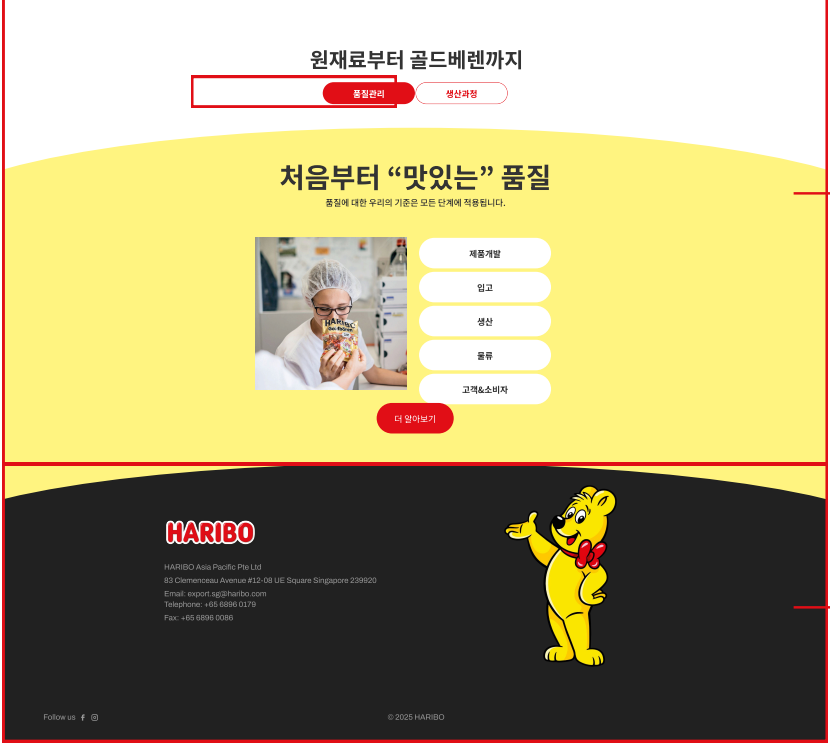 원재료부터 골드베렌까지
품질관리
생산과정
처음부터 “맛있는” 품질
품질에 대한 우리의 기준은 모든 단계에 적용됩니다.
제품개발
입고
생산
물류
고객&소비자
더 알아보기
HARIBO
HARIBO
HARIBO Asia Pacific Pte Ltd
83 Clemenceau Avenue #12-08 UE Square Singapore 239920
Email: export.sg@haribo.com
Telephone: +65 6896 0179
Fax: +65 6896 0086
Follow us
© 2025 HARIBO